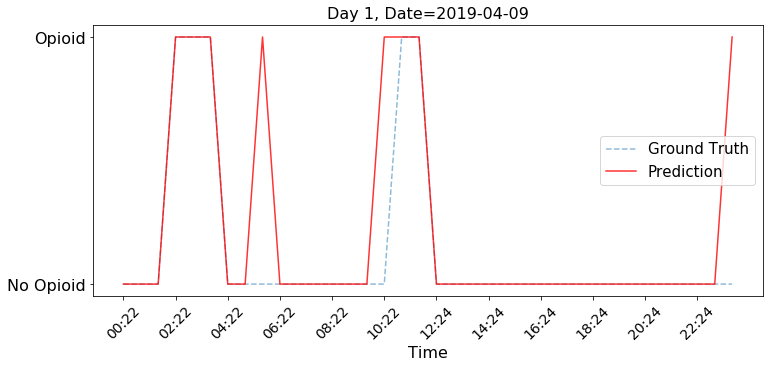 Day 1, Date=2019-04-09
Opioid
No Opioid
Ground Truth
Prediction
00:22 02:22 04:22 06:22 08:22 10:22 12:24 14:24 16:24 18:24 20:24 22:24
Time